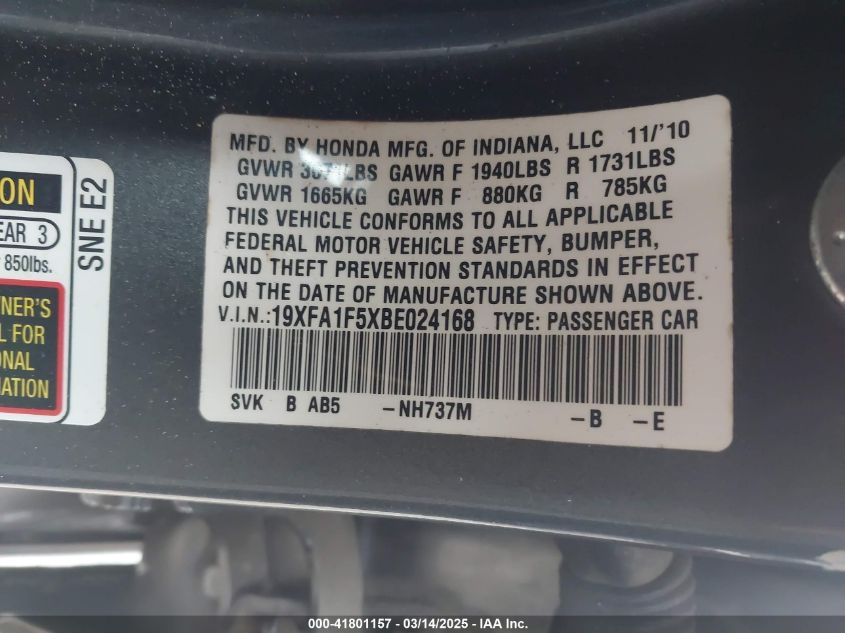 ON
EAR 3
850lbs.
NER'S
L FOR
ONAL
MATION
SNE E2
MFD. BY HONDA MFG. OF INDIANA, LLC 11/'10
GVWR LBS GAWR F 1940LBS R 1731LBS
GVWR 1665KG GAWR F 880KG R 785KG
THIS VEHICLE CONFORMS TO ALL APPLICABLE
FEDERAL MOTOR VEHICLE SAFETY, BUMPER,
AND THEFT PREVENTION STANDARDS IN EFFECT
ON THE DATE OF MANUFACTURE SHOWN ABOVE.
V.I.N.:19XFA1F5XBE024168 TYPE: PASSENGER CAR
SVK B AB5 -NH737M -B -E
000-41801157 - 03/14/2025 - IAA Inc.